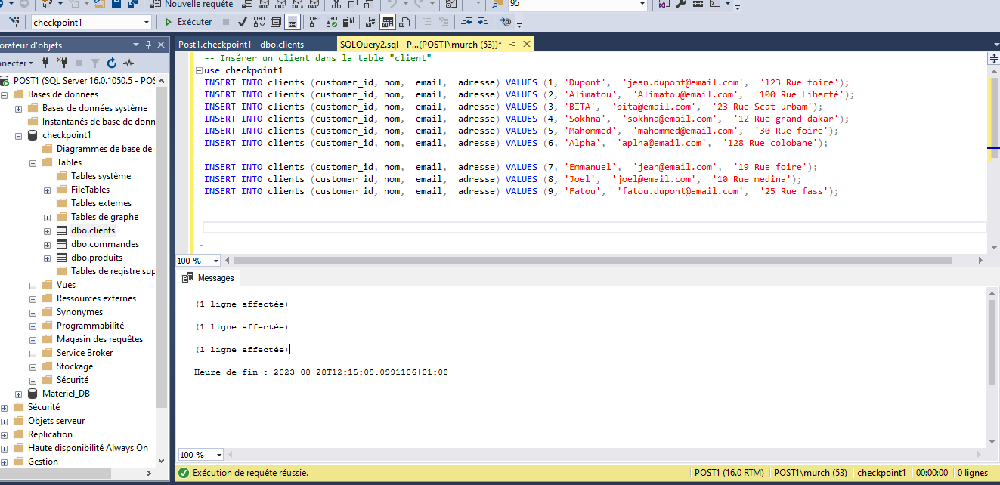 Nouvelle requête
MDX DMX XMLA DAX
95
checkpoint1
Exécuter
orateur d'objets
nnecter
POST1 (SQL Server 16.0.1050.5 - POS
Bases de données
Bases de données système
Instantanés de base de donn
checkpoint1
Diagrammes de base de
Tables
Tables système
FileTables
Tables externes
Tables de graphe
dbo.clients
dbo.commandes
dbo.produits
Tables de registre sup
Vues
Ressources externes
Synonymes
Programmabilité
Magasin des requêtes
Service Broker
Stockage
Sécurité
Materiel_DB
Sécurité
Objets serveur
Réplication
Haute disponibilité Always On
Gestion
Post1.checkpoint1 - dbo.clients
SQLQuery2.sql - P...(POST1\murch (53))*
-- Insérer un client dans la table "client"
use checkpoint1
INSERT INTO clients (customer_id, nom, email, adresse) VALUES (1, 'Dupont', 'jean.dupont@email.com', '123 Rue foire');
INSERT INTO clients (customer_id, nom, email, adresse) VALUES (2, 'Alimatou', 'Alimatou@email.com', '100 Rue Liberté');
INSERT INTO clients (customer_id, nom, email, adresse) VALUES (3, 'BITA', 'bita@email.com', '23 Rue Scat urbam');
INSERT INTO clients (customer_id, nom, email, adresse) VALUES (4, 'Sokhna', 'sokhna@email.com', '12 Rue grand dakar');
INSERT INTO clients (customer_id, nom, email, adresse) VALUES (5, 'Mahommed', 'mahommed@email.com', '30 Rue foire');
INSERT INTO clients (customer_id, nom, email, adresse) VALUES (6, 'Alpha', 'aplha@email.com', '128 Rue colobane');
INSERT INTO clients (customer_id, nom, email, adresse) VALUES (7, 'Emmanuel', 'jean@email.com', '19 Rue foire');
INSERT INTO clients (customer_id, nom, email, adresse) VALUES (8, 'Joel', 'joel@email.com', '10 Rue medina');
INSERT INTO clients (customer_id, nom, email, adresse) VALUES (9, 'Fatou', 'fatou.dupont@email.com', '25 Rue fass');
100 %
Messages
(1 ligne affectée)
(1 ligne affectée)
(1 ligne affectée)
Heure de fin : 2023-08-28T12:15:09.0991106+01:00
100 %
Exécution de requête réussie.
POST1 (16.0 RTM)
POST1\murch (53)
checkpoint1
00:00:00
0 lignes